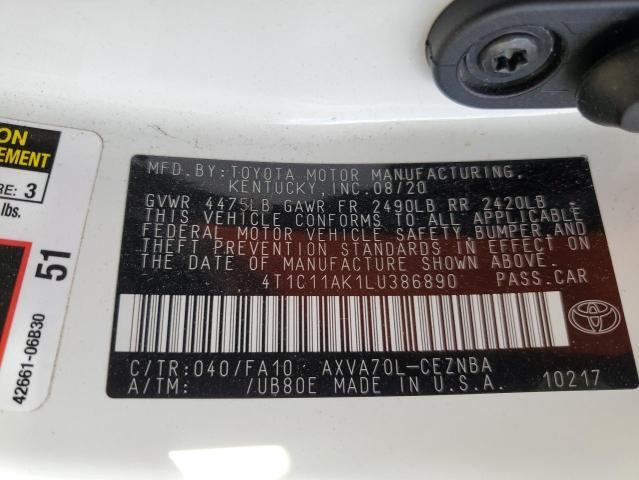 ON
EMENT
RE: 3
lbs.
51
42661-06B30
MFD. BY: TOYOTA MOTOR MANUFACTURING,
KENTUCKY, INC. 08/20
GVWR 4475LB GAWR FR 2490LB RR 2420LB
THIS VEHICLE CONFORMS TO ALL APPLICABLE
FEDERAL MOTOR VEHICLE SAFETY, BUMPER AND
THEFT PREVENTION STANDARDS IN EFFECT ON
THE DATE OF MANUFACTURE SHOWN ABOVE.
4T1C11AK1LU386890 PASS. CAR
C/TR: 040/FA10 AXVA70L-CEZNBA
A/TM: /UB80E MADE IN U.S.A. 10217